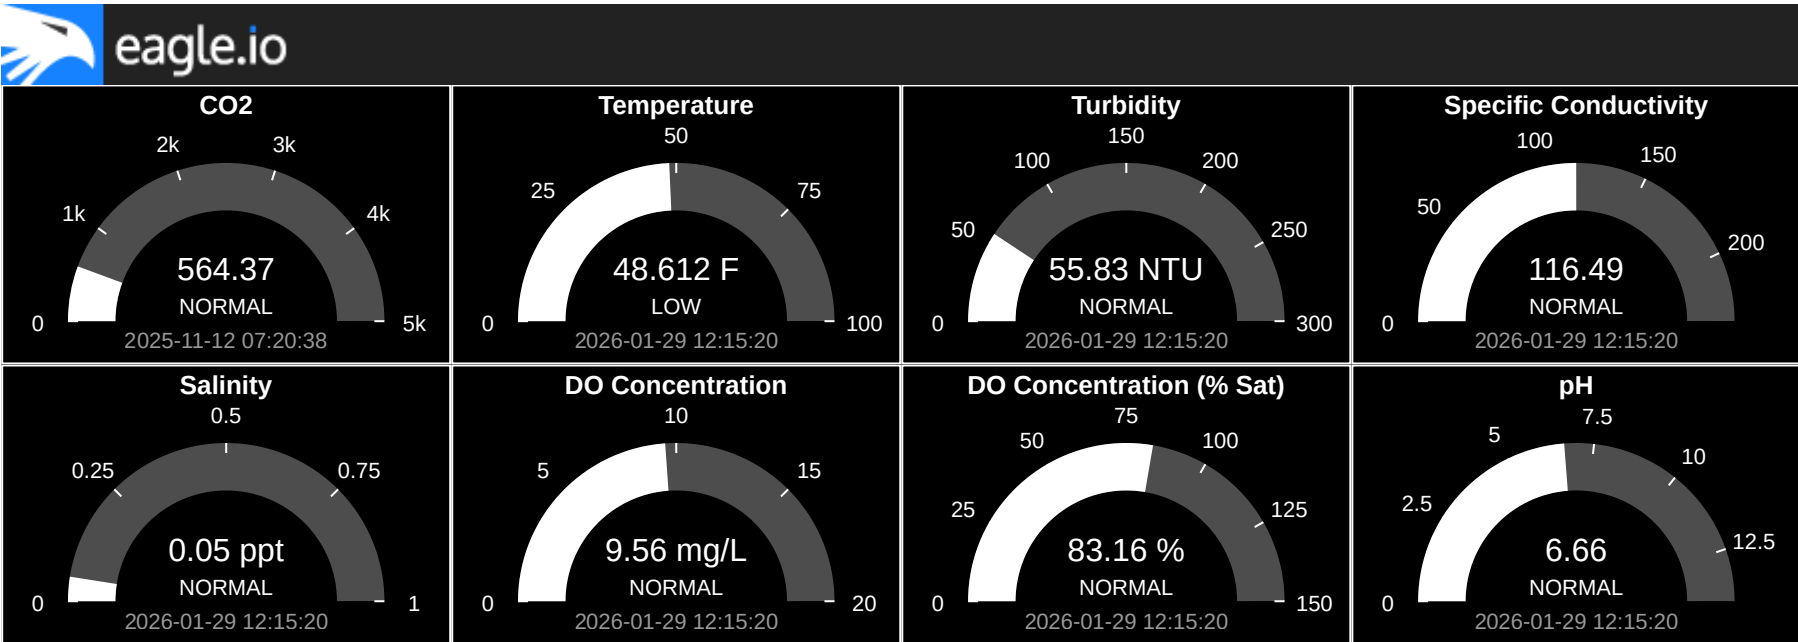 eagle.io
CO2
2k
3k
1k
4k
564.37
NORMAL
0
5k
2025-11-12 07:20:38
Temperature
50
25
75
48.612 F
LOW
0
100
2026-01-29 12:15:20
Turbidity
150
100
200
50
250
55.83 NTU
NORMAL
0
300
2026-01-29 12:15:20
Specific Conductivity
100
150
50
200
116.49
NORMAL
0
2026-01-29 12:15:20
Salinity
0.5
0.25
0.75
0.05 ppt
NORMAL
0
1
2026-01-29 12:15:20
DO Concentration
10
5
15
9.56 mg/L
NORMAL
0
20
2026-01-29 12:15:20
DO Concentration (% Sat)
75
50
100
25
125
83.16 %
NORMAL
0
150
2026-01-29 12:15:20
pH
7.5
5
10
2.5
12.5
6.66
NORMAL
0
2026-01-29 12:15:20